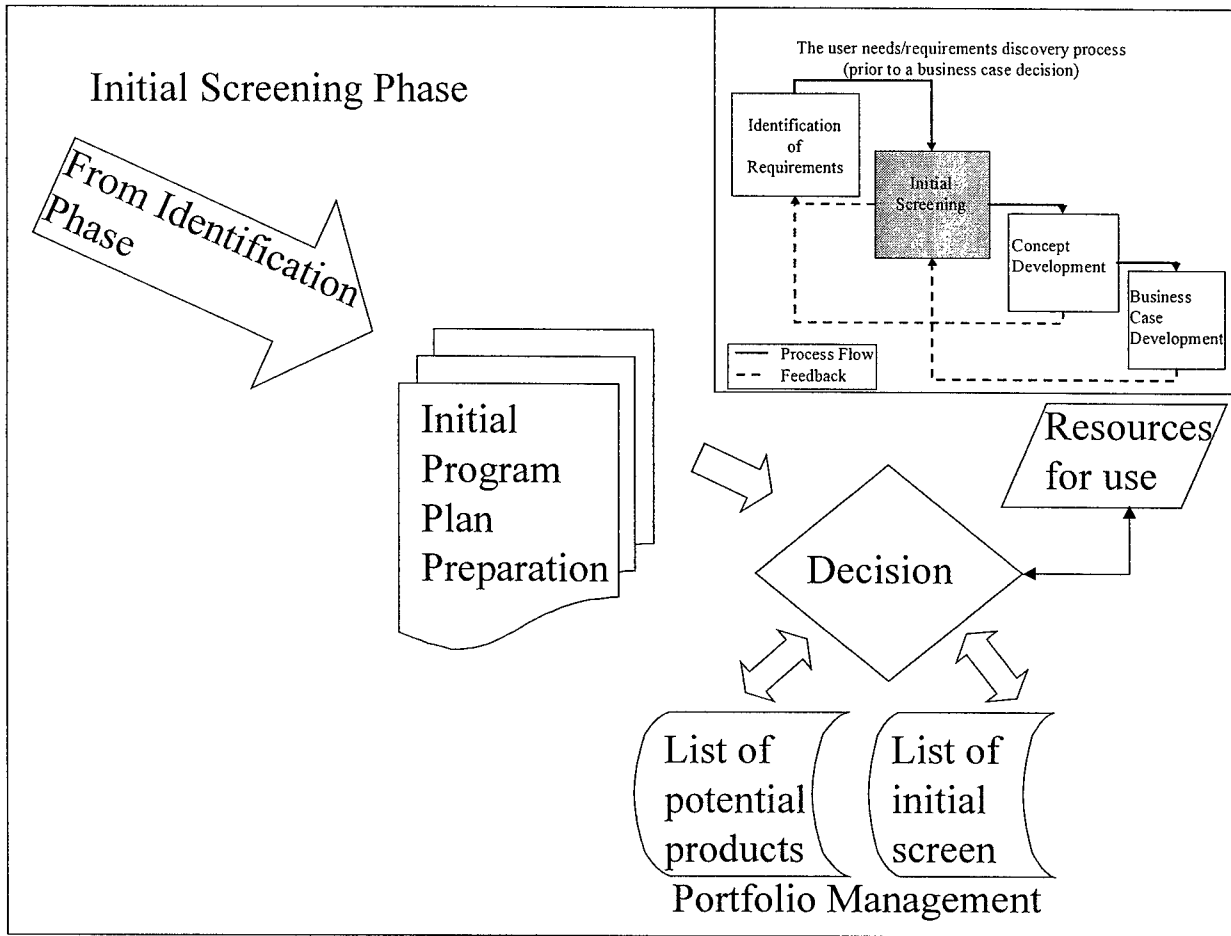 Initial Screening Phase
From Identification
Phase
The user needs/requirements discovery process
(prior to a business case decision)
Identification
of
Requirements
Initial
Screening
Concept
Development
Business
Case
Development
Process Flow
Feedback
Initial
Program
Plan
Preparation
Decision
Resources
for use
List of
potential
products
List of
initial
screen
Portfolio Management